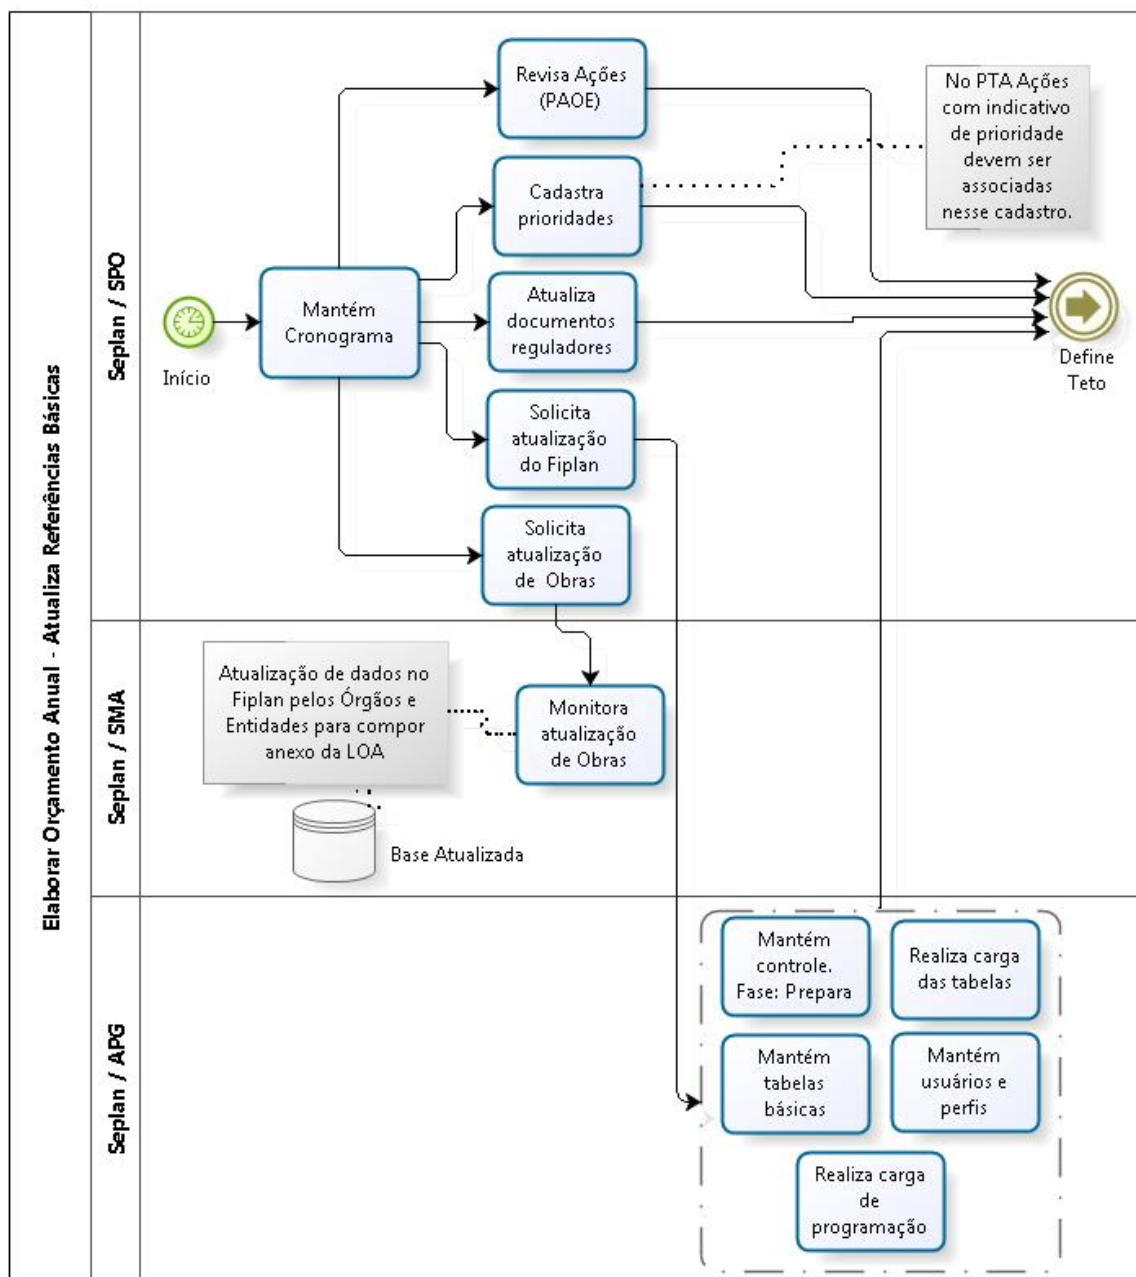 Elaborar Orçamento Anual - Atualiza Referências Básicas
Seplan / SPO
Início
Mantém
Cronograma
Revisa Ações
(PAOE)
Cadastra
prioridades
Atualiza
documentos
reguladores
Solicita
atualização
do Fiplan
Solicita
atualização
de Obras
No PTA Ações
com indicativo
de prioridade
devem ser
associadas
nesse cadastro.
Define
Teto
Seplan / SMA
Atualização de dados no
Fiplan pelos Órgãos e
Entidades para compor
anexo da LOA
Base Atualizada
Monitora
atualização
de Obras
Seplan / APG
Mantém
controle.
Fase: Prepara
Realiza carga
das tabelas
Mantém
tabelas
básicas
Mantém
usuários e
perfis
Realiza carga
de
programação